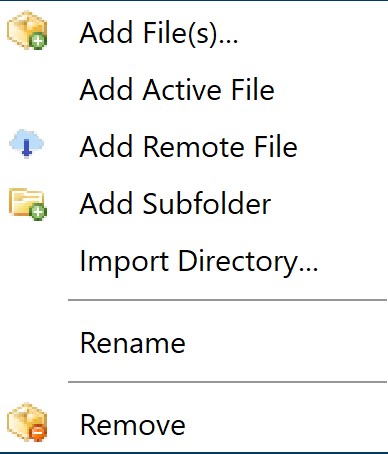 Add File(s)...
Add Active File
Add Remote File
Add Subfolder
Import Directory...
Rename
Remove